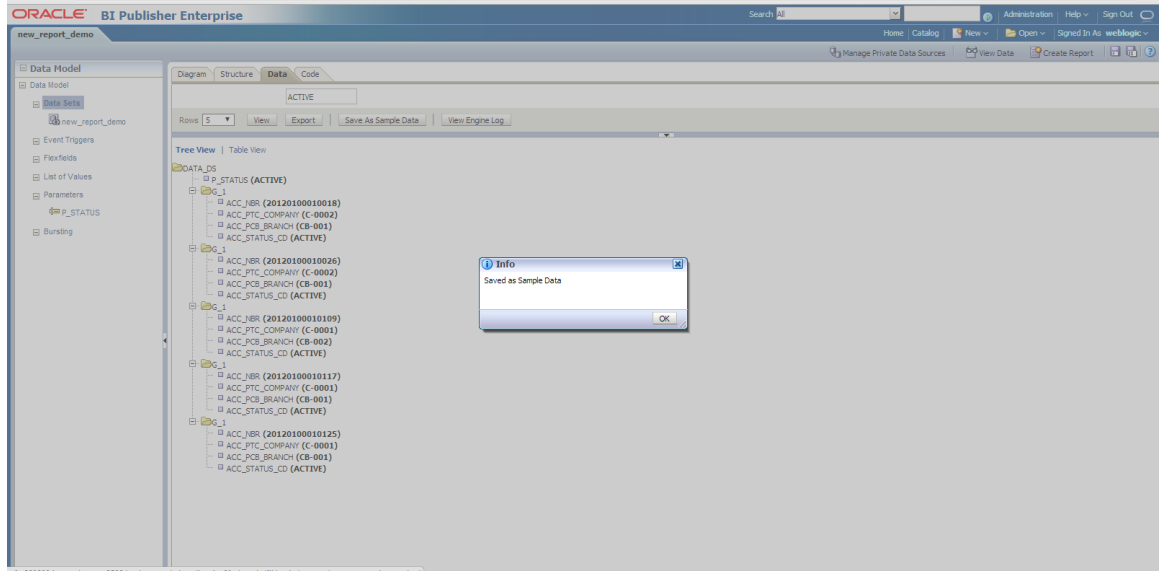 ORACLE BI Publisher Enterprise
Search All
Administration Help Sign Out
new_report_demo
Home Catalog New Open Signed In As weblogic
Manage Private Data Sources View Data Create Report
Data Model
Diagram Structure Data Code
Data Model
Data Sets
new_report_demo
Event Triggers
Flexfields
List of Values
Parameters
P_STATUS
Bursting
ACTIVE
Rows 5 View Export Save As Sample Data View Engine Log
Tree View | Table View
DATA_DS
P_STATUS (ACTIVE)
G_1
ACC_NBR (20120100010018)
ACC_PTC_COMPANY (C-0002)
ACC_PCB_BRANCH (CB-001)
ACC_STATUS_CD (ACTIVE)
G_1
ACC_NBR (20120100010026)
ACC_PTC_COMPANY (C-0002)
ACC_PCB_BRANCH (CB-001)
ACC_STATUS_CD (ACTIVE)
G_1
ACC_NBR (20120100010109)
ACC_PTC_COMPANY (C-0001)
ACC_PCB_BRANCH (CB-002)
ACC_STATUS_CD (ACTIVE)
G_1
ACC_NBR (20120100010117)
ACC_PTC_COMPANY (C-0001)
ACC_PCB_BRANCH (CB-001)
ACC_STATUS_CD (ACTIVE)
G_1
ACC_NBR (20120100010125)
ACC_PTC_COMPANY (C-0001)
ACC_PCB_BRANCH (CB-001)
ACC_STATUS_CD (ACTIVE)
Info
Saved as Sample Data
OK